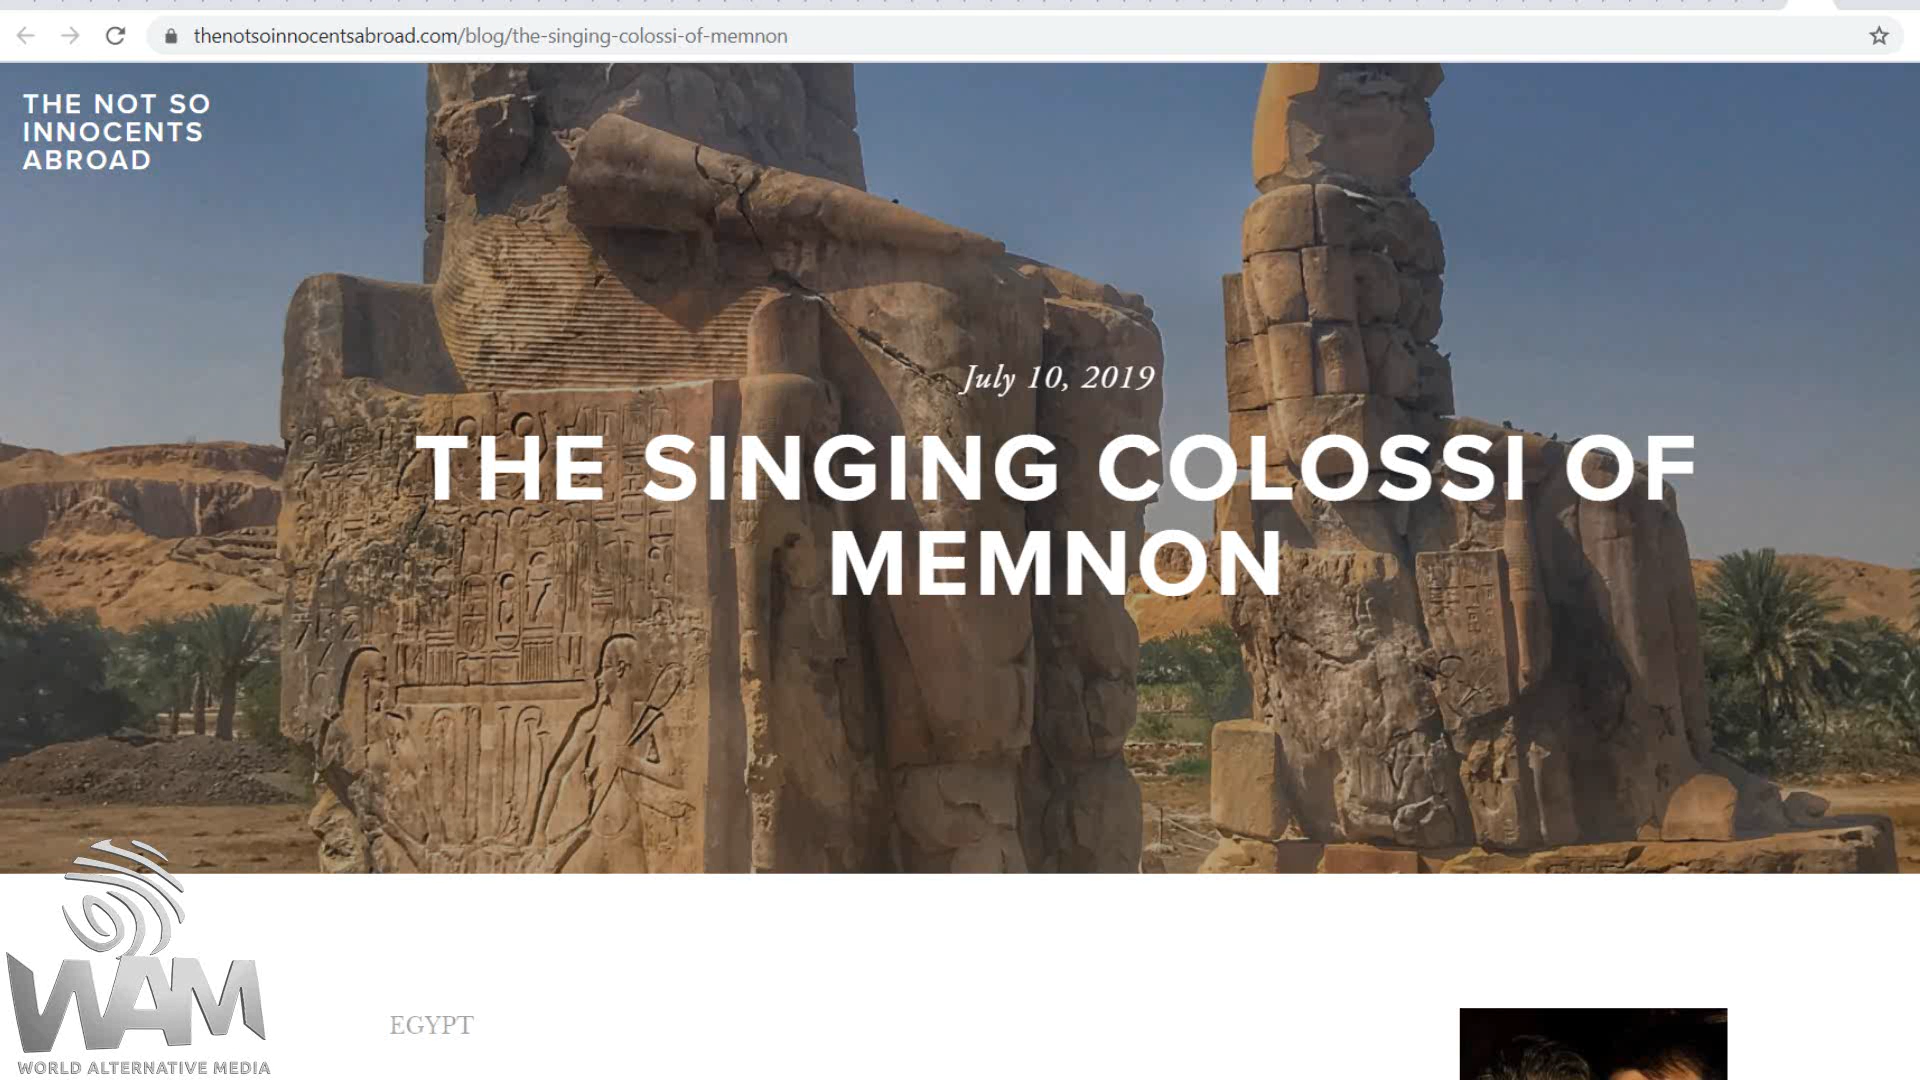 thenotsoinnocentsabroad.com/blog/the-singing-colossi-of-memnon
THE NOT SO
INNOCENTS
ABROAD
July 10, 2019
THE SINGING COLOSSI OF
MEMNON
EGYPT
WAM
WORLD ALTERNATIVE MEDIA